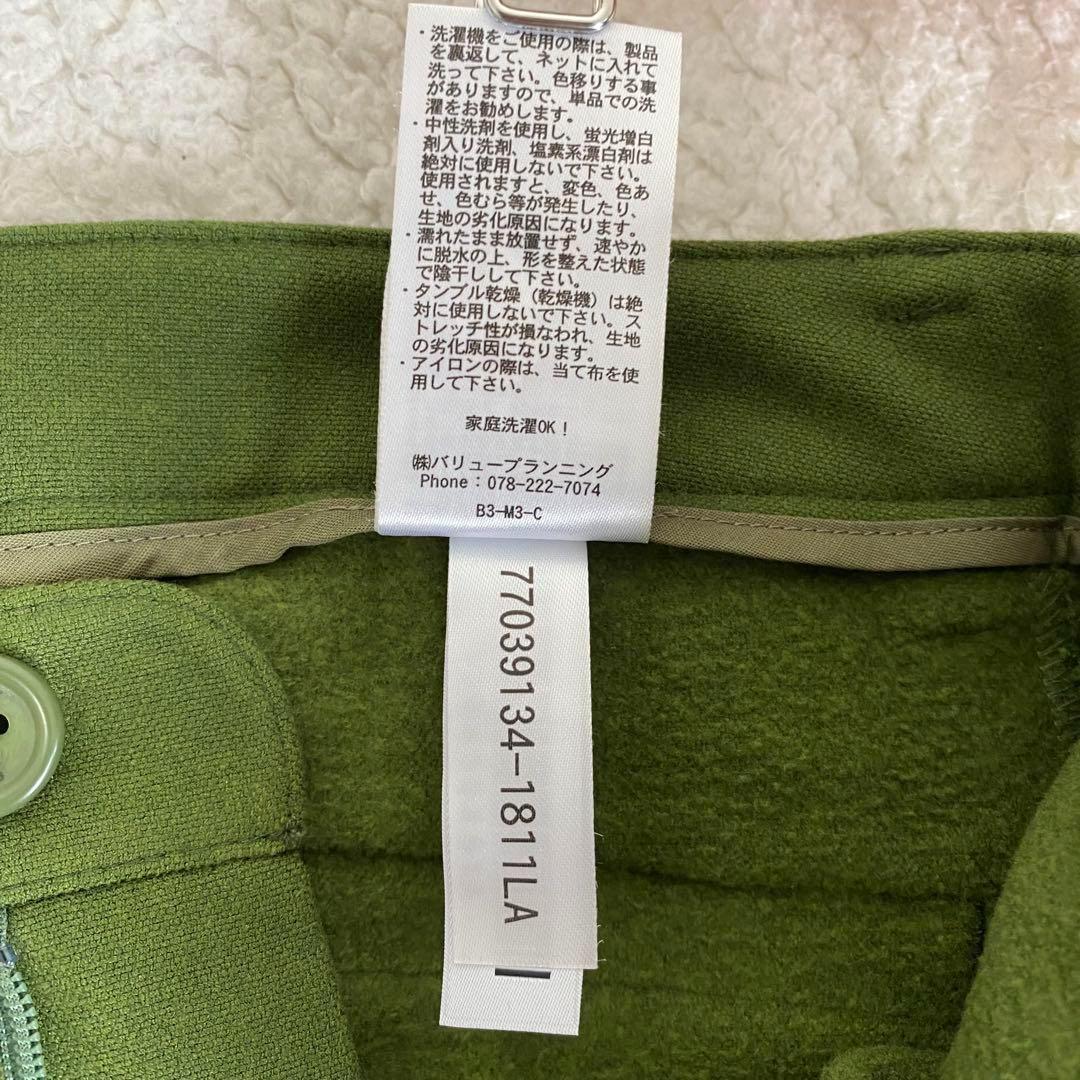 ・洗濯機をご使用の際は、製品
を裏返して、ネットに入れて
洗って下さい。色移りする事
がありますので、単品での洗
濯をお勧めします。
・中性洗剤を使用し、蛍光増白
剤入り洗剤、塩素系漂白剤は
絶対に使用しないで下さい。
使用されますと、変色、色あ
せ、色むら等が発生したり、
生地の劣化原因になります。
・濡れたまま放置せず、速やか
に脱水の上、形を整えた状態
で陰干しして下さい。
・タンブル乾燥（乾燥機）は絶
対に使用しないで下さい。ス
トレッチ性が損なわれ、生地
の劣化原因になります。
・アイロンの際は、当て布を使
用して下さい。
家庭洗濯OK！
㈱バリュープランニング
Phone：078-222-7074
B3-M3-C
77039134-1811LA